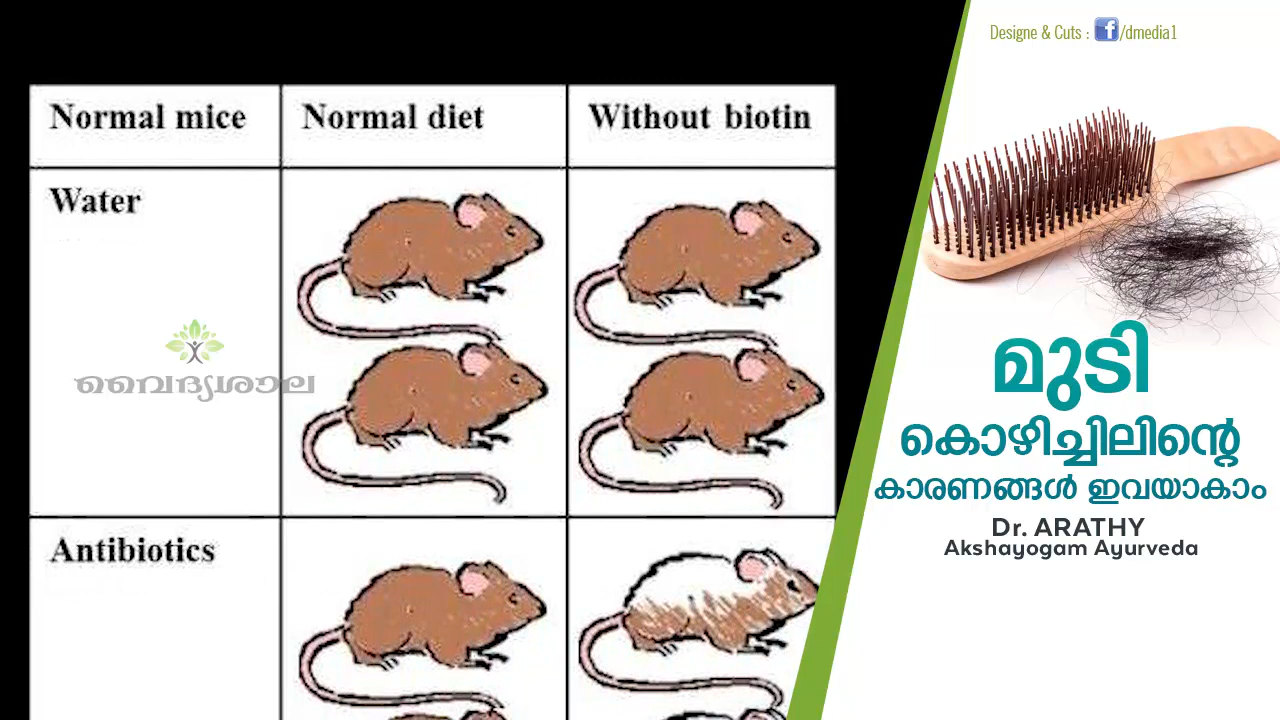 Designe & Cuts : f/dmedia1
Normal mice
Normal diet
Without biotin
Water
വൈദ്യശാല
Antibiotics
മുടി
കൊഴിച്ചിലിന്റെ
കാരണങ്ങൾ ഇവയാകാം
Dr. ARATHY
Akshayogam Ayurveda